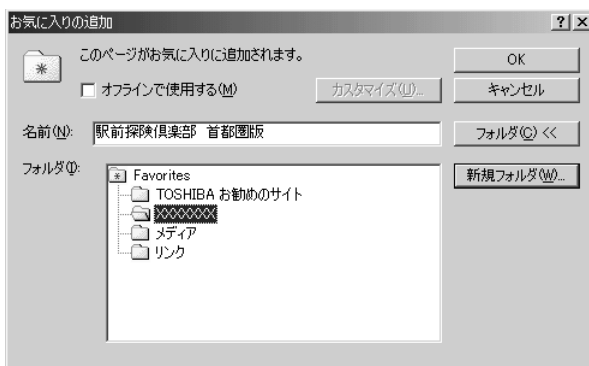 お気に入りの追加
このページがお気に入りに追加されます。
オフラインで使用する(M)
カスタマイズ(U)...
OK
キャンセル
名前(N):
駅前探険倶楽部 首都圏版
フォルダ(C) <<
フォルダ(I):
新規フォルダ(W)...
Favorites
TOSHIBA お勧めのサイト
XXXXXXXX
メディア
リンク